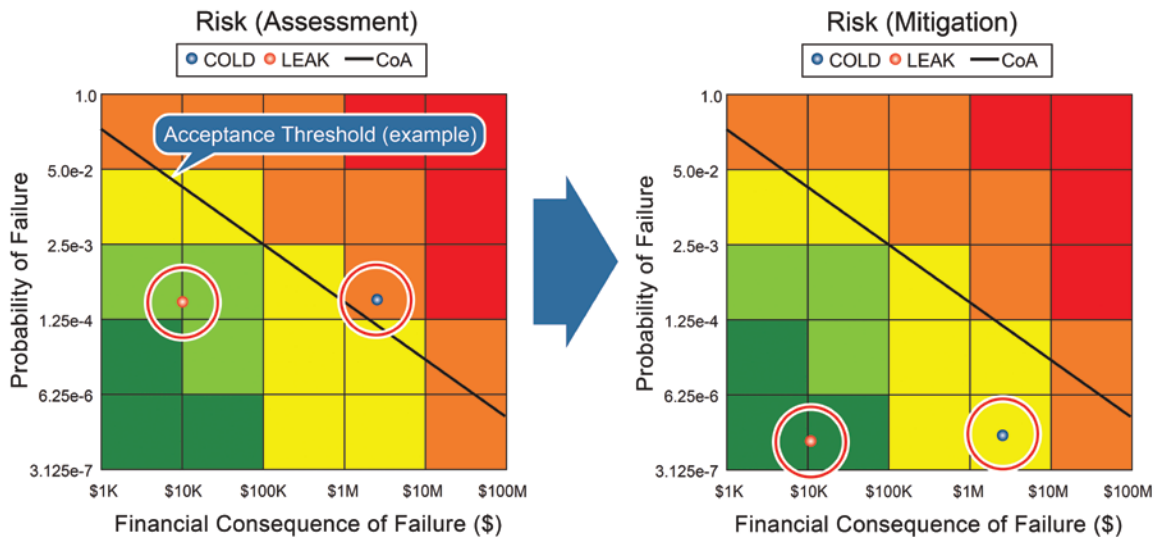 Risk (Assessment)
COLD LEAK CoA
Acceptance Threshold (example)
Probability of Failure
1.0
5.0e-2
2.5e-3
1.25e-4
6.25e-6
3.125e-7
$1K $10K $100K $1M $10M $100M
Financial Consequence of Failure ($)
Risk (Mitigation)
COLD LEAK CoA
Probability of Failure
1.0
5.0e-2
2.5e-3
1.25e-4
6.25e-6
3.125e-7
$1K $10K $100K $1M $10M $100M
Financial Consequence of Failure ($)